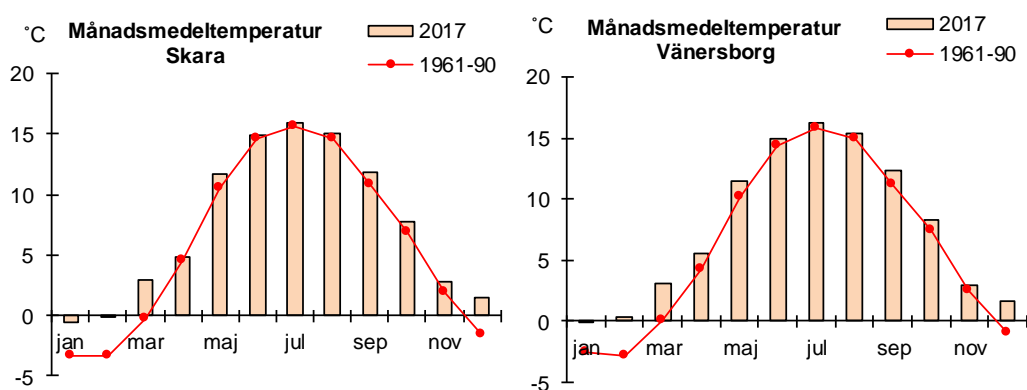 ˚C
Månadsmedeltemperatur
Skara
2017
1961-90
20
15
10
5
0
-5
jan
mar
maj
jul
sep
nov
˚C
Månadsmedeltemperatur
Vänersborg
2017
1961-90
20
15
10
5
0
-5
jan
mar
maj
jul
sep
nov